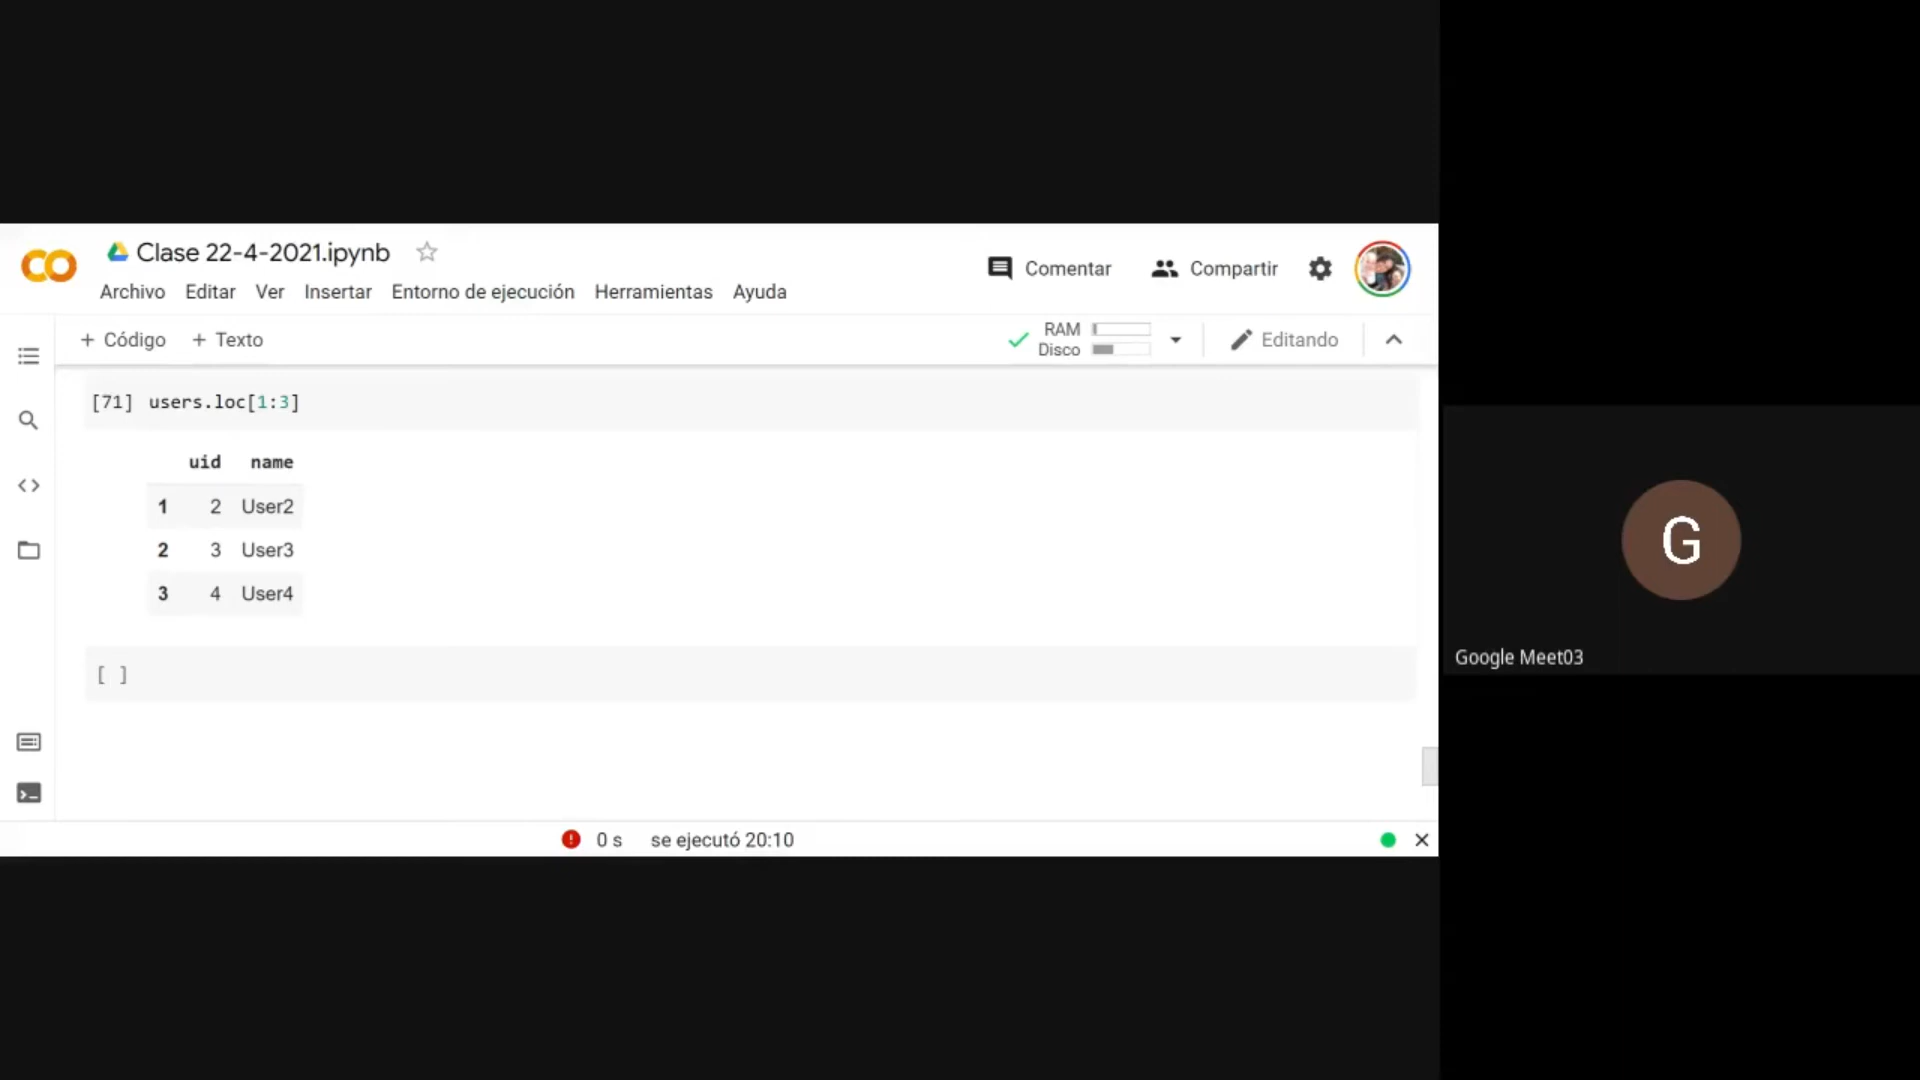 Clase 22-4-2021.ipynb
Archivo Editar Ver Insertar Entorno de ejecución Herramientas Ayuda
Comentar Compartir
+ Código + Texto
RAM
Disco
Editando
[71] users.loc[1:3]
uid name
1 2 User2
2 3 User3
3 4 User4
[ ]
0 s se ejecutó 20:10
G
Google Meet03